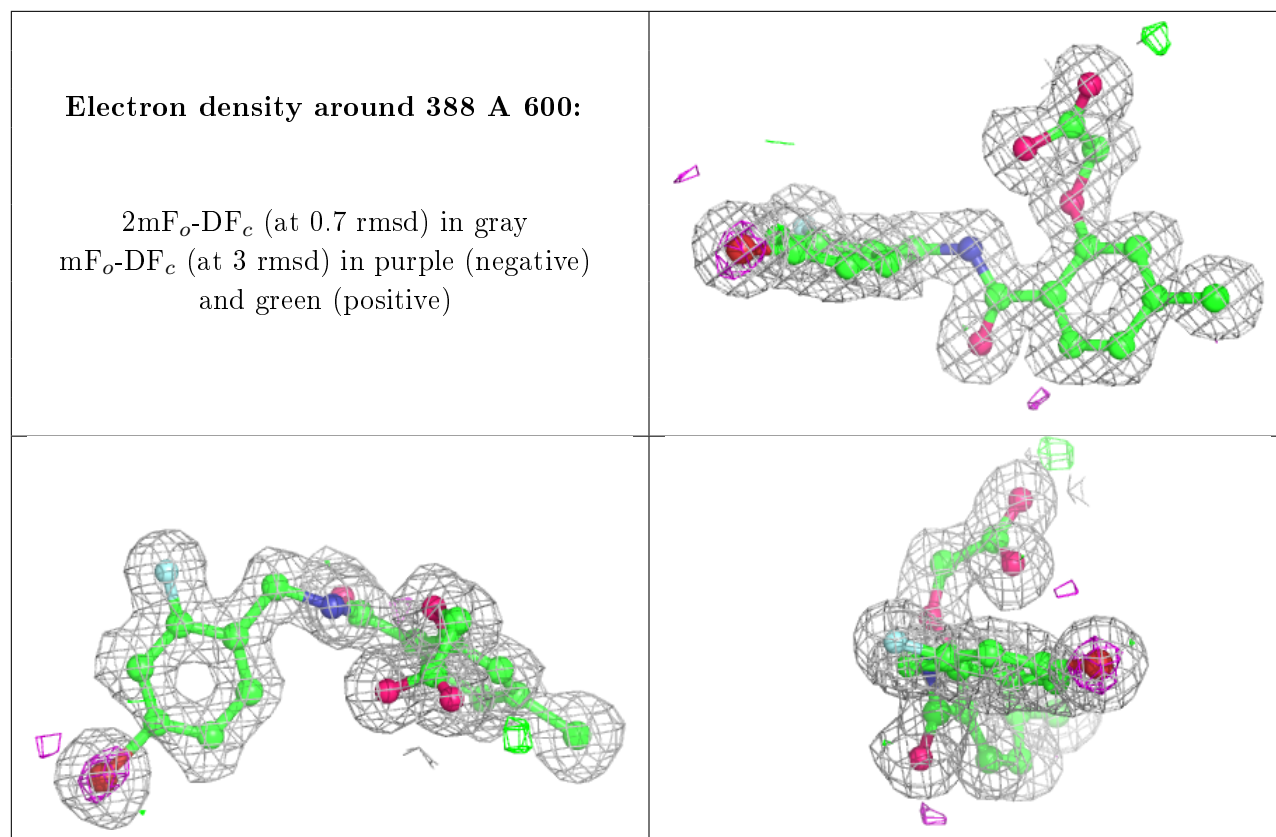 Electron density around 388 A 600:
2mFₒ-DF𝒸 (at 0.7 rmsd) in gray
mFₒ-DF𝒸 (at 3 rmsd) in purple (negative)
and green (positive)